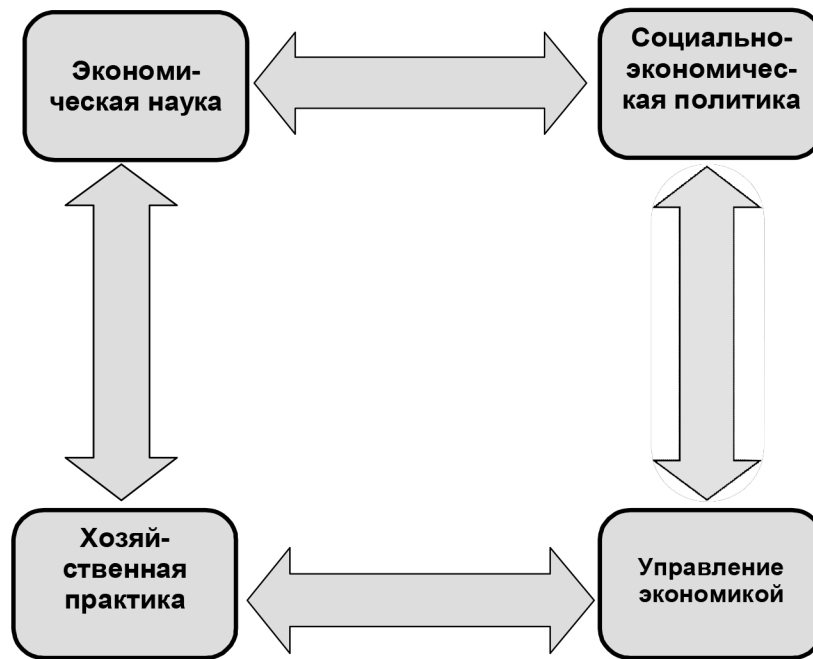 Экономи-
ческая наука
Социально-
экономичес-
кая политика
Хозяй-
ственная
практика
Управление
экономикой